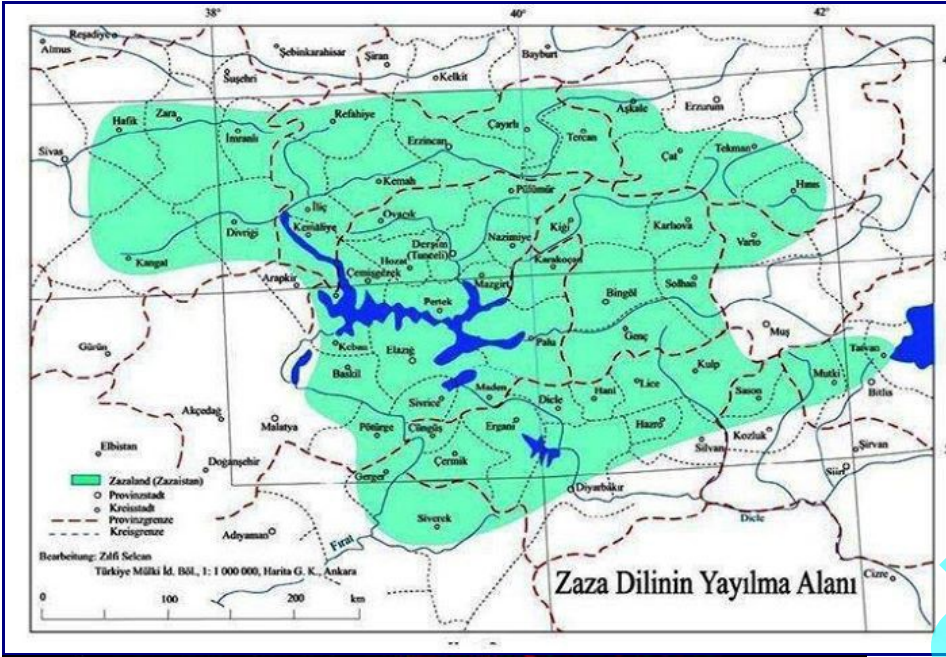 38°
40°
42°
Reşadiye
Almus
Şebinkarahisar
Şiran
Bayburt
Suşehri
Kelkit
Hafik
Zara
Refahiye
Aşkale
Erzurum
İmranlı
Çayırlı
Tercan
Sivas
Erzincan
Çat
Tekman
Kemah
Pülümür
Hınıs
İliç
Ovacık
Divriği
Kemaliye
Nazimiye
Kiğı
Karlıova
Varto
Kangal
Hozat
Dersim
(Tunceli)
Karakoçan
Arapkir
Çemişgezek
Mazgirt
Solhan
Pertek
Bingöl
Muş
Gürün
Keban
Elazığ
Palu
Genç
Tatvan
Baskil
Kulp
Sivrice
Maden
Dicle
Hani
Lice
Sason
Mutki
Bitlis
Akçadağ
Malatya
Pötürge
Çüngüş
Ergani
Hazro
Silvan
Kozluk
Şirvan
Elbistan
Doğanşehir
Gerger
Çermik
Siirt
Zazaland (Zazaistan)
Provinzstadt
Kreisstadt
Provinzgrenze
Kreisgrenze
Siverek
Diyarbakır
Dicle
Adıyaman
Fırat
Bearbeitung: Zılfi Selcan
Türkiye Mülki İd. Böl., 1: 1 000 000, Harita G. K., Ankara
Zaza Dilinin Yayılma Alanı
Cizre
0 100 200 km